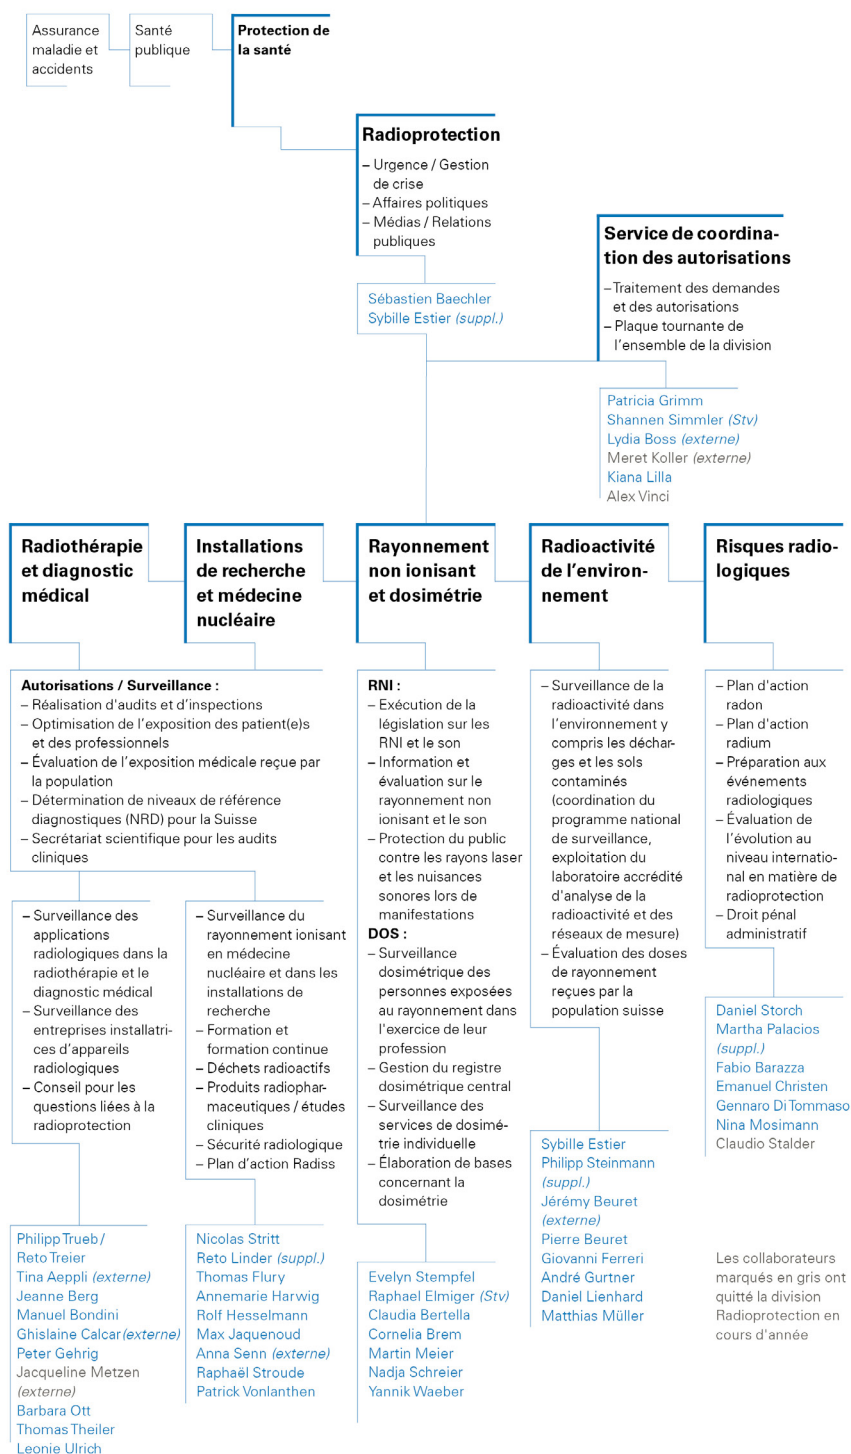 Assurance
maladie et
accidents
Santé
publique
Protection de
la santé
Radioprotection
– Urgence / Gestion
de crise
– Affaires politiques
– Médias / Relations
publiques
Sébastien Baechler
Sybille Estier (suppl.)
Service de coordina-
tion des autorisations
– Traitement des demandes
et des autorisations
– Plaque tournante de
l’ensemble de la division
Patricia Grimm
Shannen Simmler (Stv)
Lydia Boss (externe)
Meret Koller (externe)
Kiana Lilla
Alex Vinci
Radiothérapie
et diagnostic
médical
Installations
de recherche
et médecine
nucléaire
Rayonnement
non ionisant
et dosimétrie
Radioactivité
de l’environ-
nement
Risques radio-
logiques
Autorisations / Surveillance :
– Réalisation d'audits et d’inspections
– Optimisation de l’exposition des patient(e)s
et des professionnels
– Évaluation de l’exposition médicale reçue par
la population
– Détermination de niveaux de référence
diagnostiques (NRD) pour la Suisse
– Secrétariat scientifique pour les audits
cliniques
– Surveillance des
applications
radiologiques dans la
radiothérapie et le
diagnostic médical
– Surveillance des
entreprises installatri-
ces d’appareils
radiologiques
– Conseil pour les
questions liées à la
radioprotection
Philipp Trueb /
Reto Treier
Tina Aeppli (externe)
Jeanne Berg
Manuel Bondini
Ghislaine Calcar (externe)
Peter Gehrig
Jacqueline Metzen
(externe)
Barbara Ott
Thomas Theiler
Leonie Ulrich
– Surveillance du
rayonnement ionisant
en médecine
nucléaire et dans les
installations de
recherche
– Formation et
formation continue
– Déchets radioactifs
– Produits radiophar-
maceutiques / études
cliniques
– Sécurité radiologique
– Plan d’action Radiss
Nicolas Stritt
Reto Linder (suppl.)
Thomas Flury
Annemarie Harwig
Rolf Hesselmann
Max Jaquenoud
Anna Senn (externe)
Raphaël Stroude
Patrick Vonlanthen
RNI :
– Exécution de la
législation sur les
RNI et le son
– Information et
évaluation sur le
rayonnement non
ionisant et le son
– Protection du public
contre les rayons laser
et les nuisances
sonores lors de
manifestations
DOS :
– Surveillance
dosimétrique des
personnes exposées
au rayonnement dans
l'exercice de leur
profession
– Gestion du registre
dosimétrique central
– Surveillance des
services de dosimé-
trie individuelle
– Élaboration de bases
concernant la
dosimétrie
Evelyn Stempfel
Raphael Elmiger (Stv)
Claudia Bertella
Cornelia Brem
Martin Meier
Nadja Schreier
Yannik Waeber
– Surveillance de la
radioactivité dans
l’environnement y
compris les déchar-
ges et les sols
contaminés
(coordination du
programme national
de surveillance,
exploitation du
laboratoire accrédité
d'analyse de la
radioactivité et des
réseaux de mesure)
– Évaluation des doses
de rayonnement
reçues par la
population suisse
Sybille Estier
Philipp Steinmann
(suppl.)
Jérémy Beuret
(externe)
Pierre Beuret
Giovanni Ferreri
André Gurtner
Daniel Lienhard
Matthias Müller
– Plan d'action
radon
– Plan d'action
radium
– Préparation aux
événements
radiologiques
– Évaluation de
l’évolution au
niveau internatio-
nal en matière de
radioprotection
– Droit pénal
administratif
Daniel Storch
Martha Palacios
(suppl.)
Fabio Barazza
Emanuel Christen
Gennaro Di Tommaso
Nina Mosimann
Claudio Stalder
Les collaborateurs
marqués en gris ont
quitté la division
Radioprotection en
cours d'année